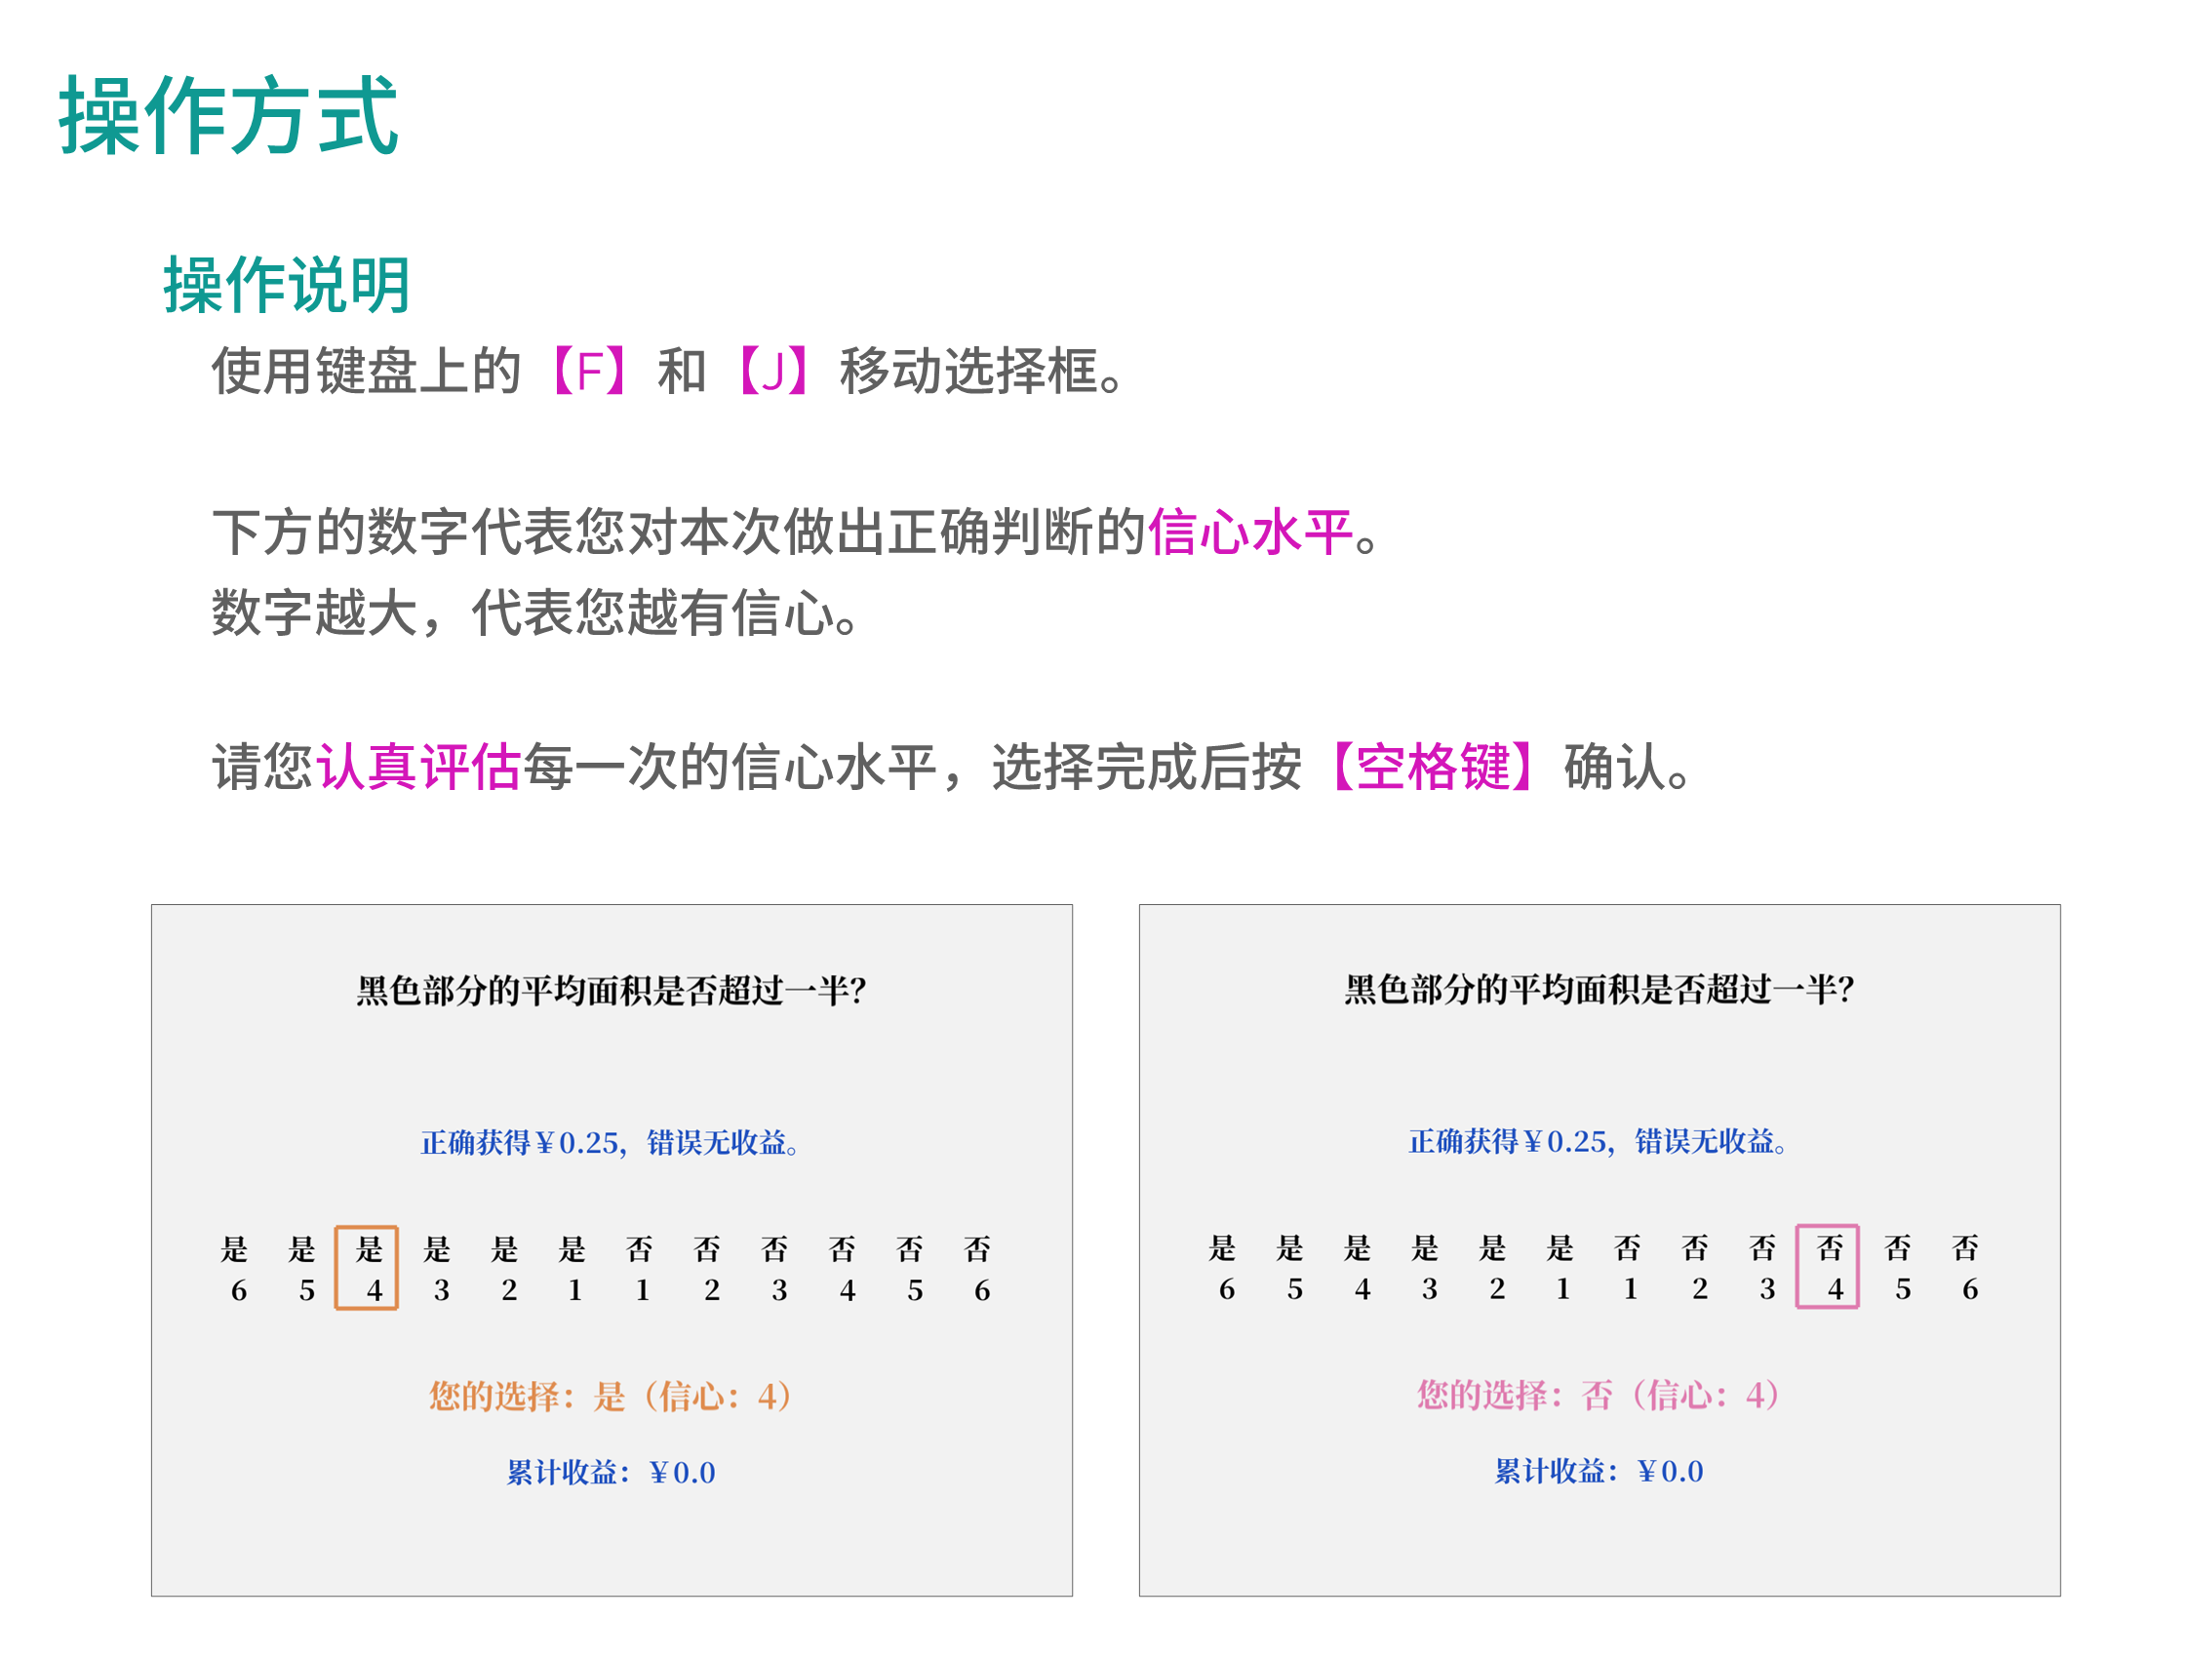 操作方式
操作说明
使用键盘上的【F】和【J】移动选择框。
下方的数字代表您对本次做出正确判断的信心水平。
数字越大，代表您越有信心。
请您认真评估每一次的信心水平，选择完成后按【空格键】确认。
黑色部分的平均面积是否超过一半？
正确获得￥0.25，错误无收益。
是 是 是 是 是 是 否 否 否 否 否 否
6 5 4 3 2 1 1 2 3 4 5 6
您的选择：是（信心：4）
累计收益：￥0.0
黑色部分的平均面积是否超过一半？
正确获得￥0.25，错误无收益。
是 是 是 是 是 是 否 否 否 否 否 否
6 5 4 3 2 1 1 2 3 4 5 6
您的选择：否（信心：4）
累计收益：￥0.0